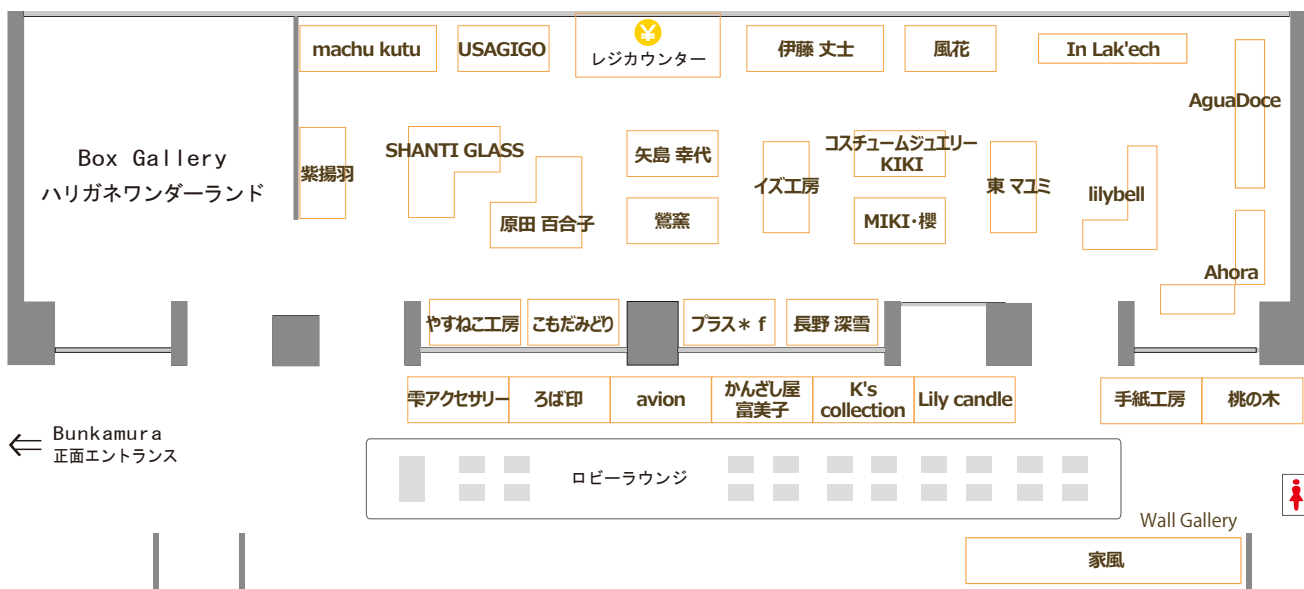 machu kutu
USAGIGO
¥
レジカウンター
伊藤 丈士
風花
In Lak'ech
AguaDoce
Box Gallery
ハリガネワンダーランド
紫揚羽
SHANTI GLASS
原田 百合子
矢島 幸代
鶯窯
イズ工房
コスチュームジュエリー
KIKI
MIKI・櫻
東 マユミ
lilybell
Ahora
やすねこ工房
こもだみどり
プラス＊ f
長野 深雪
雫アクセサリー
ろば印
avion
かんざし屋
富美子
K's
collection
Lily candle
手紙工房
桃の木
Bunkamura
正面エントランス
ロビーラウンジ
Wall Gallery
家風